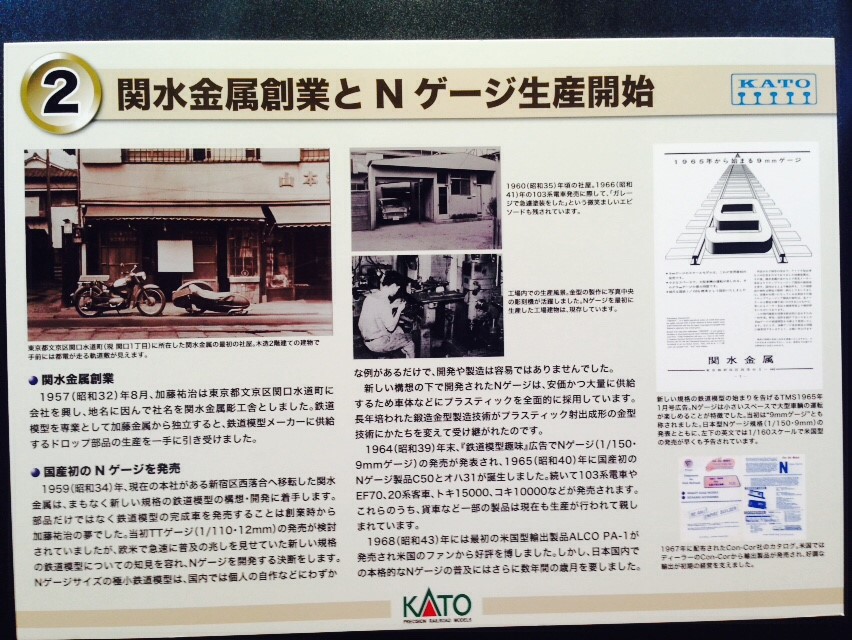 2
関水金属創業とNゲージ生産開始
KATO
山本
東京都文京区関口水道町(現 関口1丁目)に所在した関水金属の最初の社屋。木造2階建ての建物で
手前には都電が走る軌道敷が見えます。
● 関水金属創業
1957(昭和32)年8月、加藤祐治は東京都文京区関口水道町に
会社を興し、地名に因んで社名を関水金属彫工舎としました。鉄道
模型を専業として加藤金属から独立すると、鉄道模型メーカーに供給
するドロップ部品の生産を一手に引き受けました。
● 国産初のNゲージを発売
1959(昭和34)年、現在の本社がある新宿区西落合へ移転した関水
金属は、まもなく新しい規格の鉄道模型の構想・開発に着手します。
部品だけではなく鉄道模型の完成車を発売することは創業時から
加藤祐治の夢でした。当初TTゲージ(1/110・12mm)の発売が検討
されていましたが、欧米で急速に普及の兆しを見せていた新しい規格
の鉄道模型についての知見を容れ、Nゲージを開発する決断をします。
Nゲージサイズの極小鉄道模型は、国内では個人の自作などにわずか
1960(昭和35)年頃の社屋。1966(昭和
41)年の103系電車発売に際して、「ガレー
ジで急遽塗装をした」という微笑ましいエピ
ソードも残されています。
工場内での生産風景。金型の製作に写真中央
の彫刻機が活躍しました。Nゲージを最初に
生産した工場建物は、現存しています。
な例があるだけで、開発や製造は容易ではありませんでした。
新しい構想の下で開発されたNゲージは、安価かつ大量に供給
するため車体などにプラスティックを全面的に採用しています。
長年培われた鍛造金型製造技術がプラスティック射出成形の金型
技術にかたちを変えて受け継がれたのです。
1964(昭和39)年末、『鉄道模型趣味』広告でNゲージ(1/150・
9mmゲージ)の発売が発表され、1965(昭和40)年に国産初の
Nゲージ製品C50とオハ31が誕生しました。続いて103系電車や
EF70、20系客車、トキ15000、コキ10000などが発売されます。
これらのうち、貨車など一部の製品は現在も生産が行われて親し
まれています。
1968(昭和43)年には最初の米国型輸出製品ALCO PA-1が
発売され米国のファンから好評を博しました。しかし、日本国内で
の本格的なNゲージの普及にはさらに数年間の歳月を要しました。
1965年から始まる9mmゲージ
関水金属
新しい規格の鉄道模型の始まりを告げるTMS1965年
1月号広告。Nゲージは小さいスペースで大型車輛の運転
が楽しめることが特徴でした。当初は“9mmゲージ”とも
称されました。日本型Nゲージ規格(1/150・9mm)の
発表とともに、左下の英文では1/160スケールで米国型
の発売が早くも予告されています。
N
1967年に配布されたCon-Cor社のカタログ。米国では
ディーラーのCon-Corから輸出製品が発売され、好調な
輸出が初期の経営を支えました。
KATO
PRECISION RAILROAD MODELS